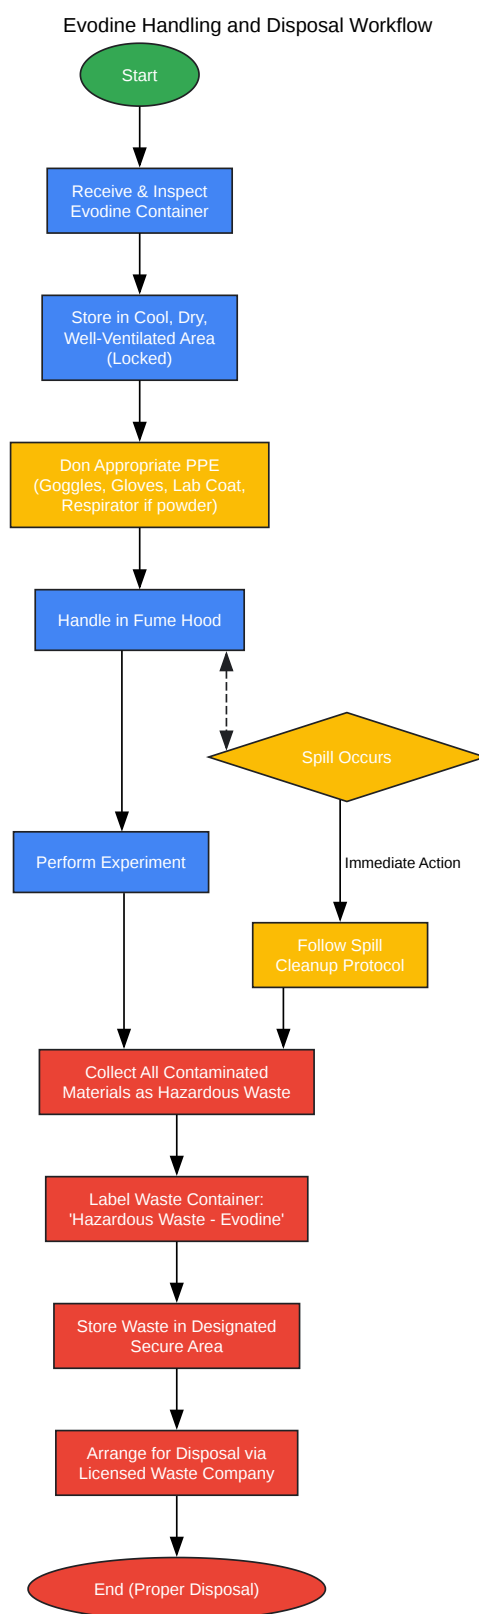 Evodine Handling and Disposal Workflow
Start
Receive & Inspect
Evodine Container
Store in Cool, Dry,
Well-Ventilated Area
(Locked)
Don Appropriate PPE
(Goggles, Gloves, Lab Coat,
Respirator if powder)
Handle in Fume Hood
Spill Occurs
Perform Experiment
Immediate Action
Follow Spill
Cleanup Protocol
Collect All Contaminated
Materials as Hazardous Waste
Label Waste Container:
'Hazardous Waste - Evodine'
Store Waste in Designated
Secure Area
Arrange for Disposal via
Licensed Waste Company
End (Proper Disposal)